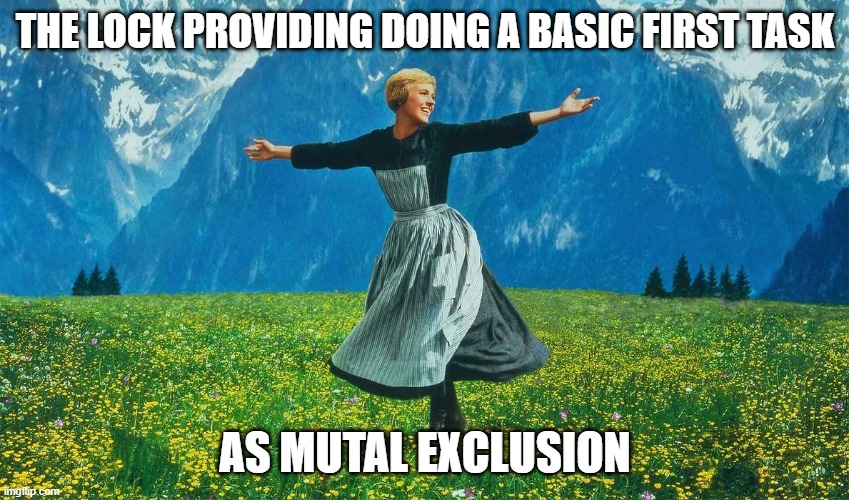 THE LOCK PROVIDING DOING A BASIC FIRST TASK
AS MUTAL EXCLUSION
imgflip.com